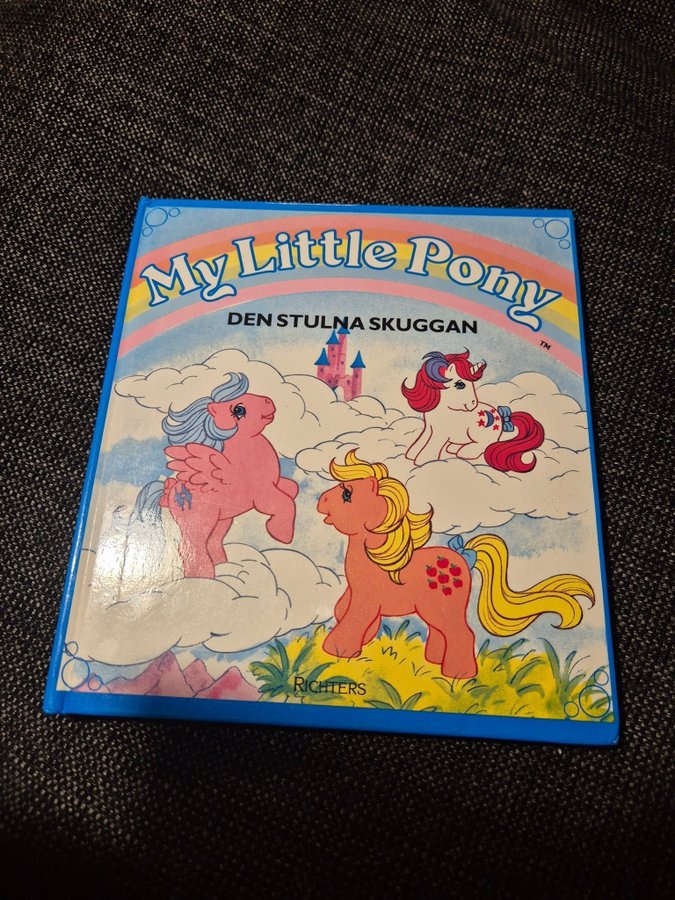 My Little Pony
TM
DEN STULNA SKUGGAN
RICHTERS